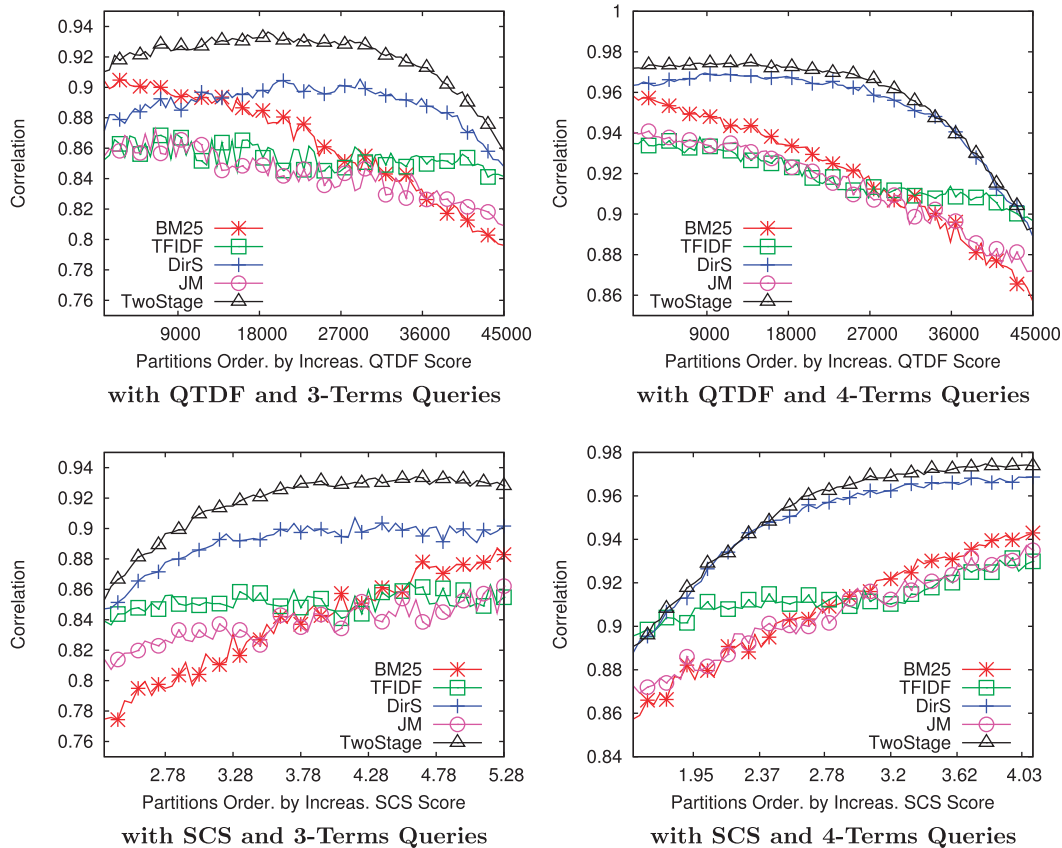 0.94
0.92
0.9
0.88
0.86
0.84
0.82
0.8
0.78
0.76
Correlation
BM25
TFIDF
DirS
JM
TwoStage
9000 18000 27000 36000 45000
Partitions Order. by Increas. QTDF Score
with QTDF and 3-Terms Queries
1
0.98
0.96
0.94
0.92
0.9
0.88
0.86
Correlation
BM25
TFIDF
DirS
JM
TwoStage
9000 18000 27000 36000 45000
Partitions Order. by Increas. QTDF Score
with QTDF and 4-Terms Queries
0.94
0.92
0.9
0.88
0.86
0.84
0.82
0.8
0.78
0.76
Correlation
BM25
TFIDF
DirS
JM
TwoStage
2.78 3.28 3.78 4.28 4.78 5.28
Partitions Order. by Increas. SCS Score
with SCS and 3-Terms Queries
0.98
0.96
0.94
0.92
0.9
0.88
0.86
0.84
Correlation
BM25
TFIDF
DirS
JM
TwoStage
1.95 2.37 2.78 3.2 3.62 4.03
Partitions Order. by Increas. SCS Score
with SCS and 4-Terms Queries